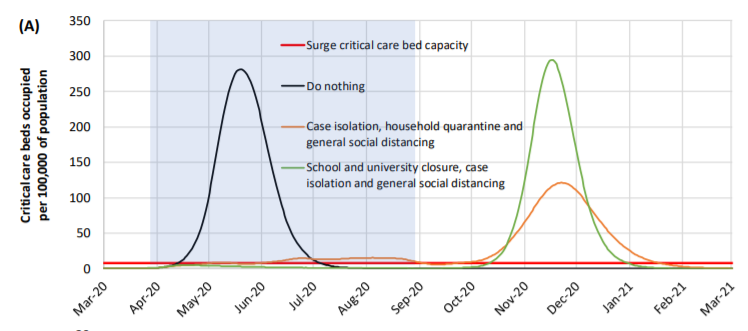 (A)
Critical care beds occupied
per 100,000 of population
350
300
250
200
150
100
50
0
Surge critical care bed capacity
Do nothing
Case isolation, household quarantine and
general social distancing
School and university closure, case
isolation and general social distancing
Mar-20
Apr-20
May-20
Jun-20
Jul-20
Aug-20
Sep-20
Oct-20
Nov-20
Dec-20
Jan-21
Feb-21
Mar-21